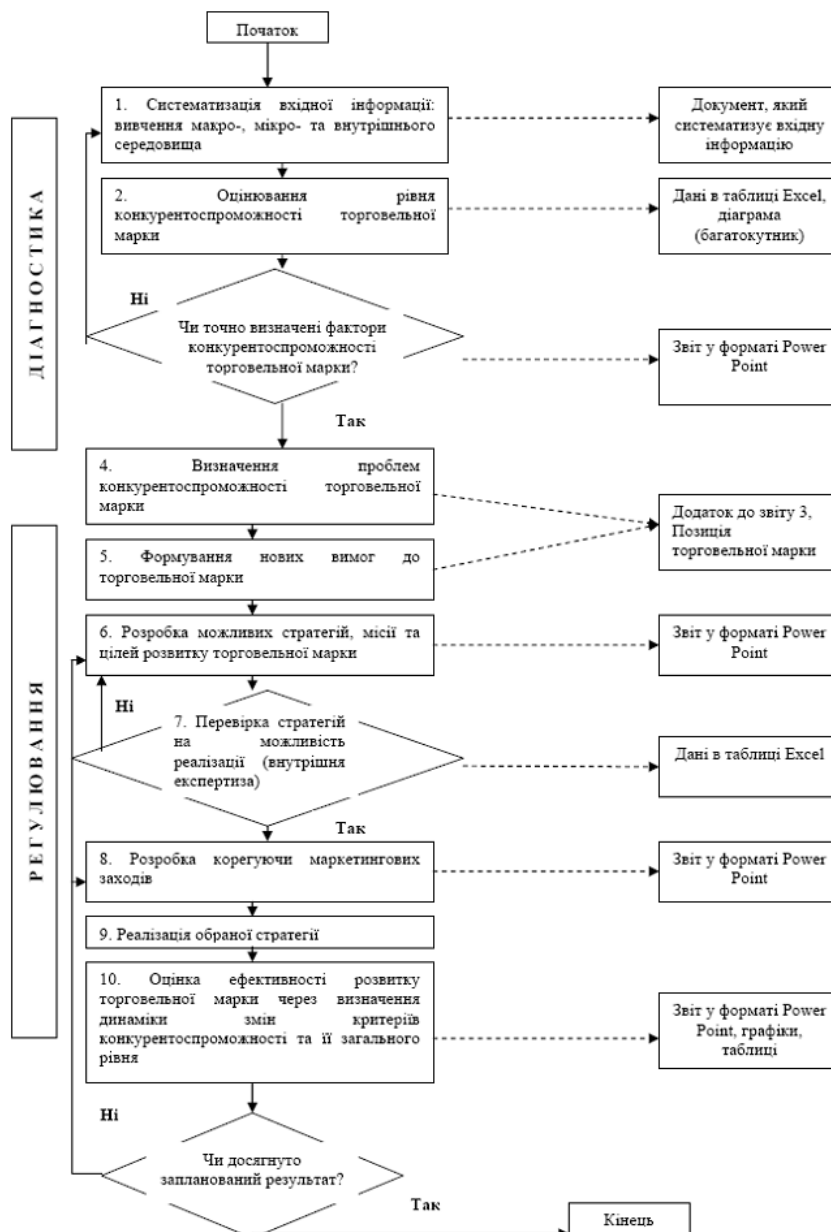 Початок
1. Систематизація вхідної інформації:
вивчення макро-, мікро- та внутрішнього
середовища
Документ, який
систематизує вхідну
інформацію
2. Оцінювання рівня
конкурентоспроможності торговельної
марки
Дані в таблиці Excel,
діаграма
(багатокутник)
ДІАГНОСТИКА
Ні
Чи точно визначені фактори
конкурентоспроможності
торговельної марки?
Звіт у форматі Power
Point
Так
4. Визначення проблем
конкурентоспроможності торговельної
марки
Додаток до звіту 3,
Позиція
торговельної марки
5. Формування нових вимог до
торговельної марки
6. Розробка можливих стратегій, місії та
цілей розвитку торговельної марки
Звіт у форматі Power
Point
РЕГУЛЮВАННЯ
Ні
7. Перевірка стратегій
на можливість
реалізації (внутрішня
експертиза)
Дані в таблиці Excel
Так
8. Розробка корегуючи маркетингових
заходів
Звіт у форматі Power
Point
9. Реалізація обраної стратегії
10. Оцінка ефективності розвитку
торговельної марки через визначення
динаміки змін критеріїв
конкурентоспроможності та її загального
рівня
Звіт у форматі Power
Point, графіки,
таблиці
Ні
Чи досягнуто
запланований результат?
Так
Кінець